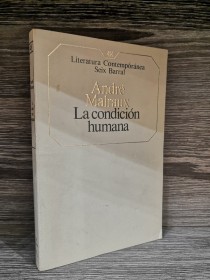 Literatura Contemporánea
Seix Barral
André
Malraux
La condición
humana